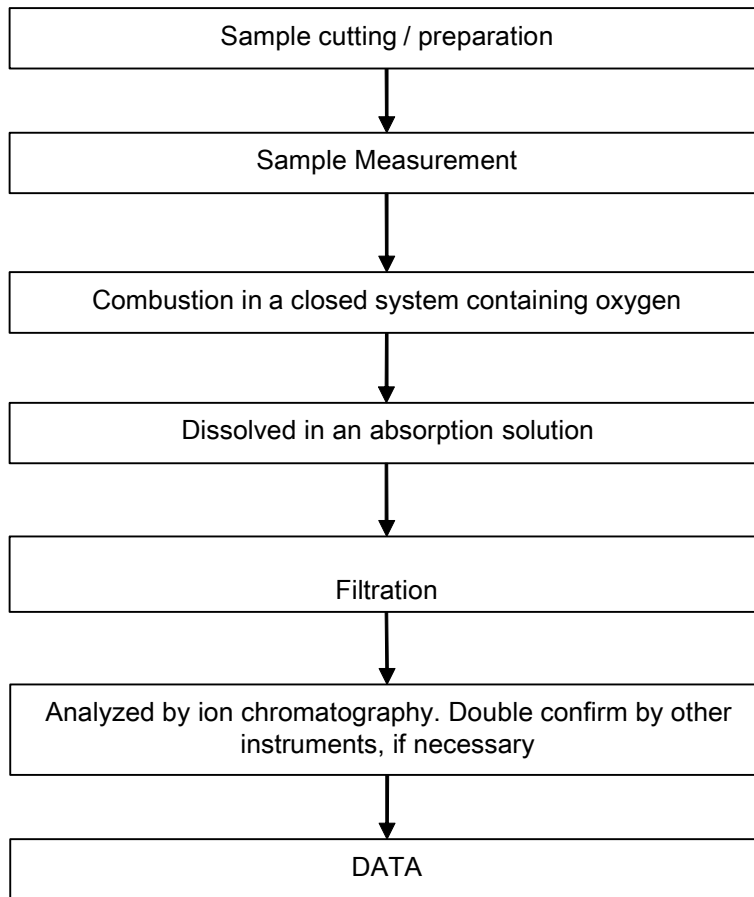 Sample cutting / preparation
Sample Measurement
Combustion in a closed system containing oxygen
Dissolved in an absorption solution
Filtration
Analyzed by ion chromatography. Double confirm by other
instruments, if necessary
DATA